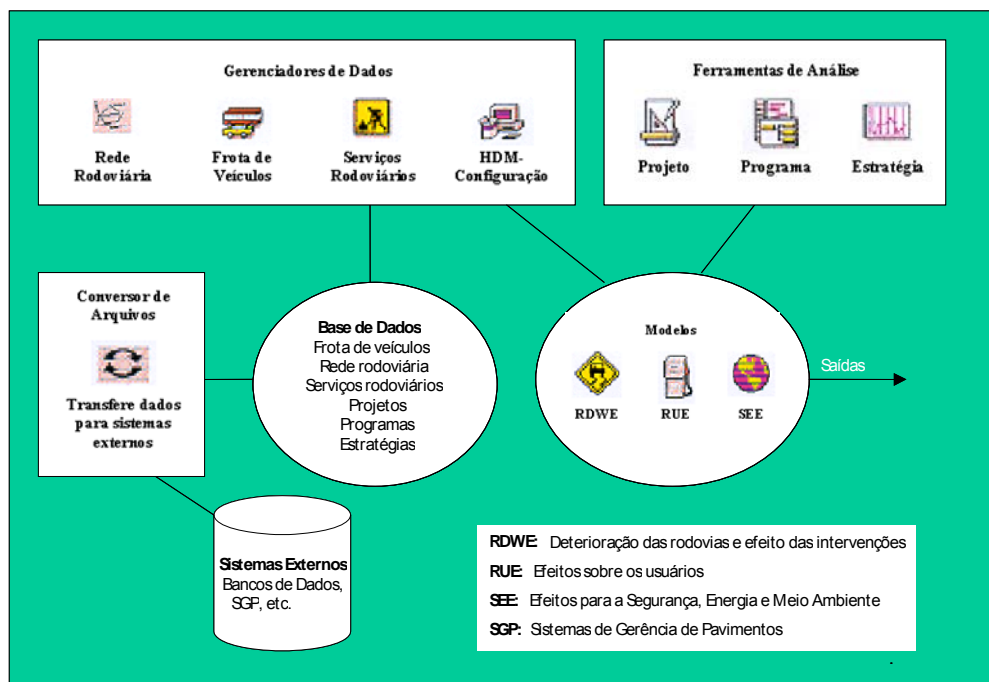 Gerenciadores de Dados
Rede Rodoviária
Frota de Veículos
Serviços Rodoviários
HDM-Configuração
Ferramentas de Análise
Projeto
Programa
Estratégia
Conversor de
Arquivos
Transfere dados
para sistemas
externos
Base de Dados
Frota de veículos
Rede rodoviária
Serviços rodoviários
Projetos
Programas
Estratégias
Modelos
RDWE
RUE
SEE
Saídas
Sistemas Externos
Bancos de Dados,
SGP, etc.
RDWE: Deterioração das rodovias e efeito das intervenções
RUE: Efeitos sobre os usuários
SEE: Efeitos para a Segurança, Energia e Meio Ambiente
SGP: Sistemas de Gerência de Pavimentos